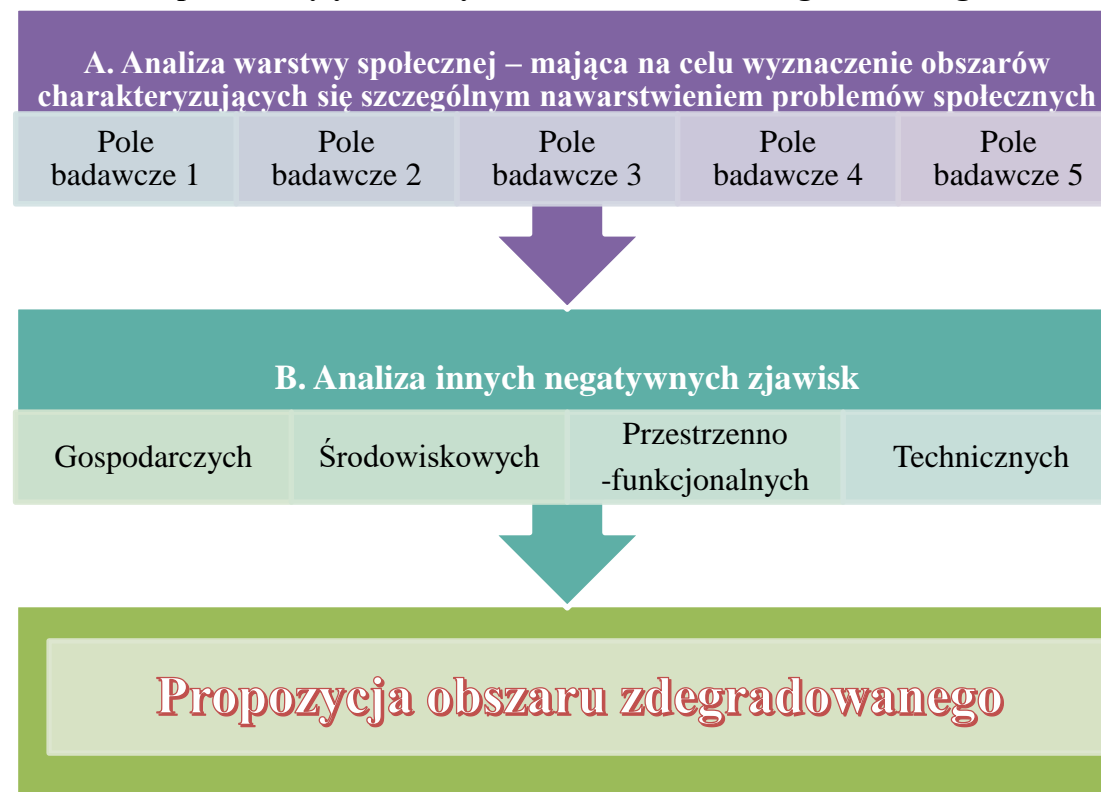 A. Analiza warstwy społecznej – mająca na celu wyznaczenie obszarów
charakteryzujących się szczególnym nawarstwieniem problemów społecznych
Pole
badawcze 1
Pole
badawcze 2
Pole
badawcze 3
Pole
badawcze 4
Pole
badawcze 5
B. Analiza innych negatywnych zjawisk
Gospodarczych
Środowiskowych
Przestrzenno
-funkcjonalnych
Technicznych
Propozycja obszaru zdegradowanego